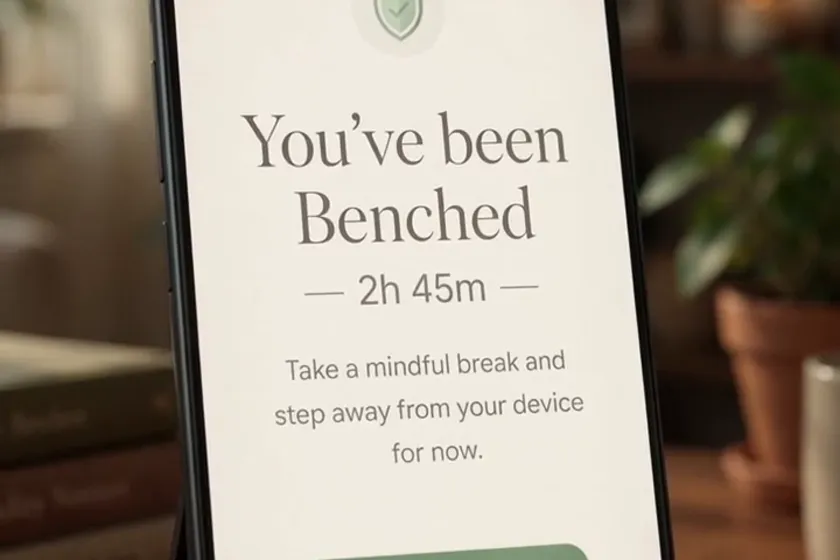 You've been
Benched
— 2h 45m —
Take a mindful break and
step away from your device
for now.